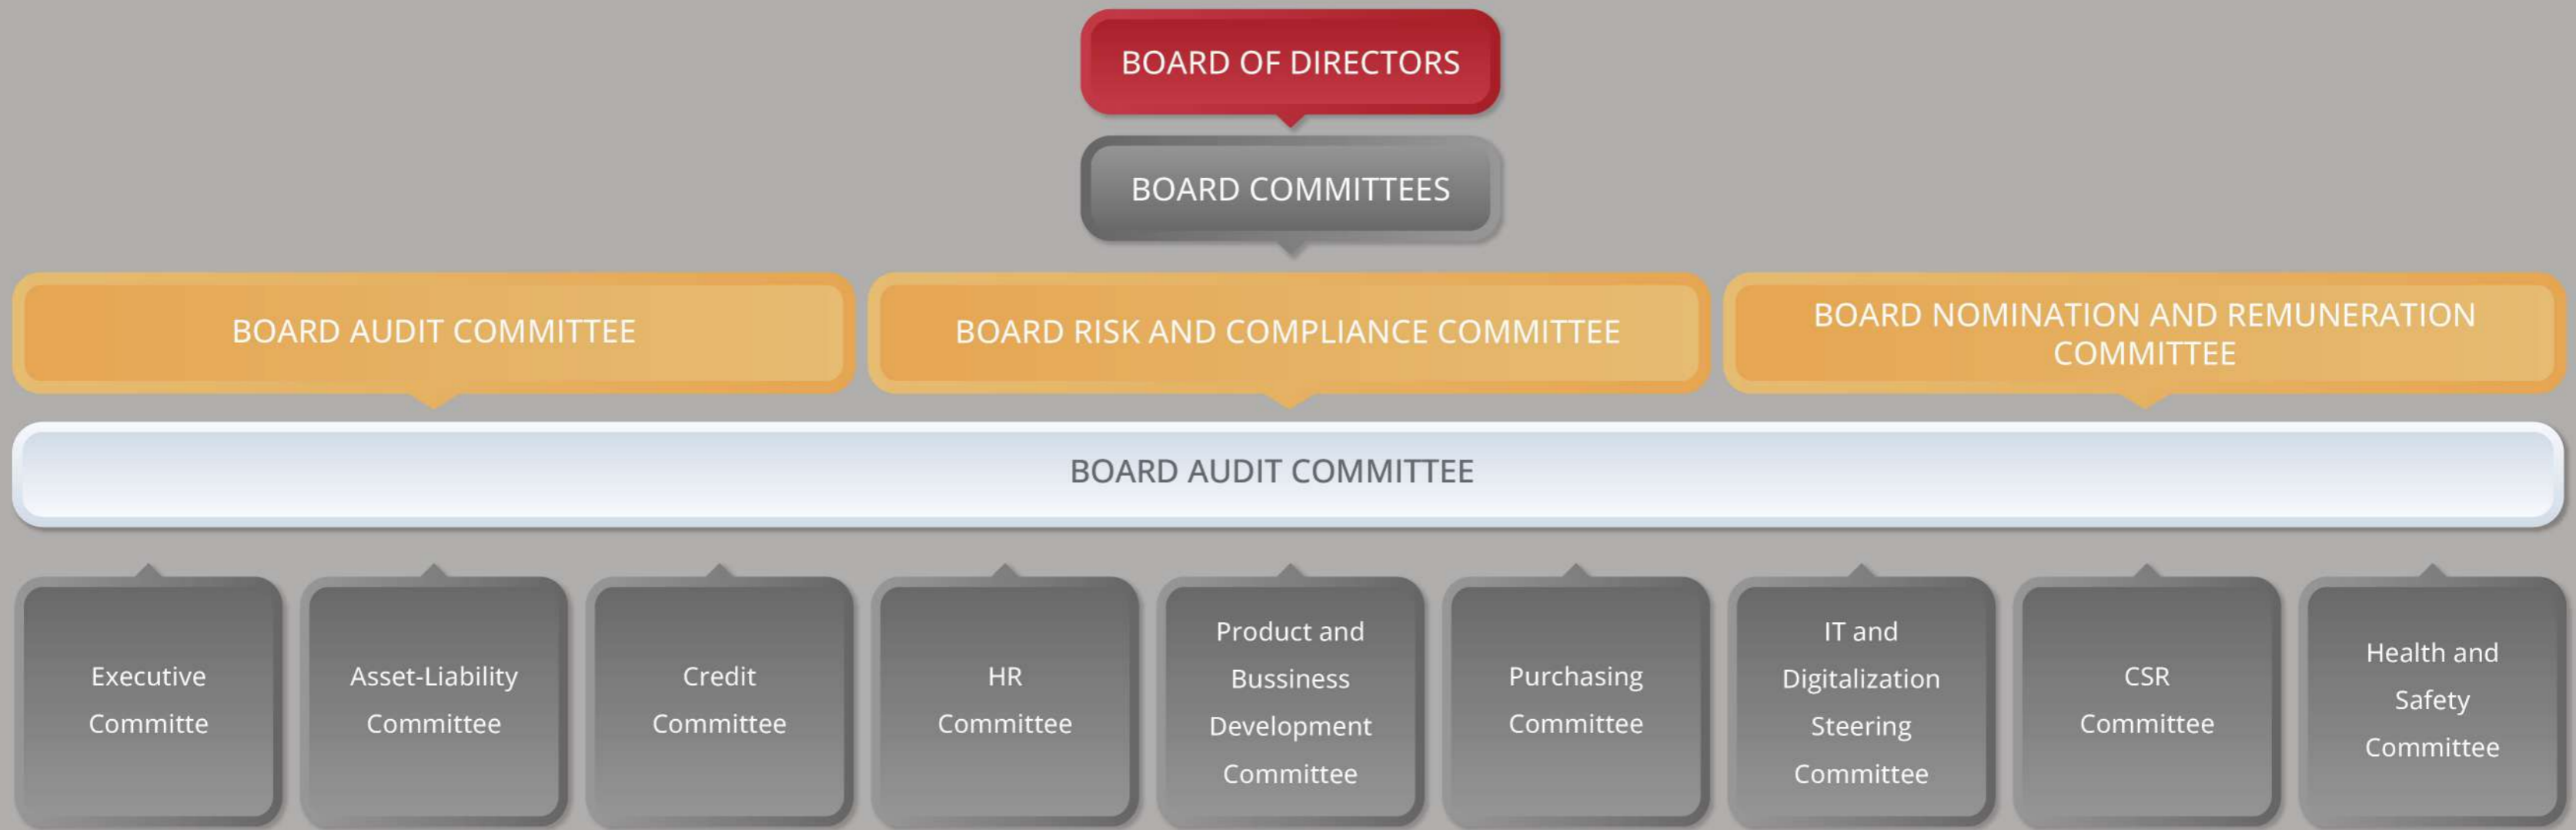 BOARD OF DIRECTORS
BOARD COMMITTEES
BOARD AUDIT COMMITTEE
BOARD RISK AND COMPLIANCE COMMITTEE
BOARD NOMINATION AND REMUNERATION
COMMITTEE
BOARD AUDIT COMMITTEE
Executive
Committe
Asset-Liability
Committee
Credit
Committee
HR
Committee
Product and
Bussiness
Development
Committee
Purchasing
Committee
IT and
Digitalization
Steering
Committee
CSR
Committee
Health and
Safety
Committee